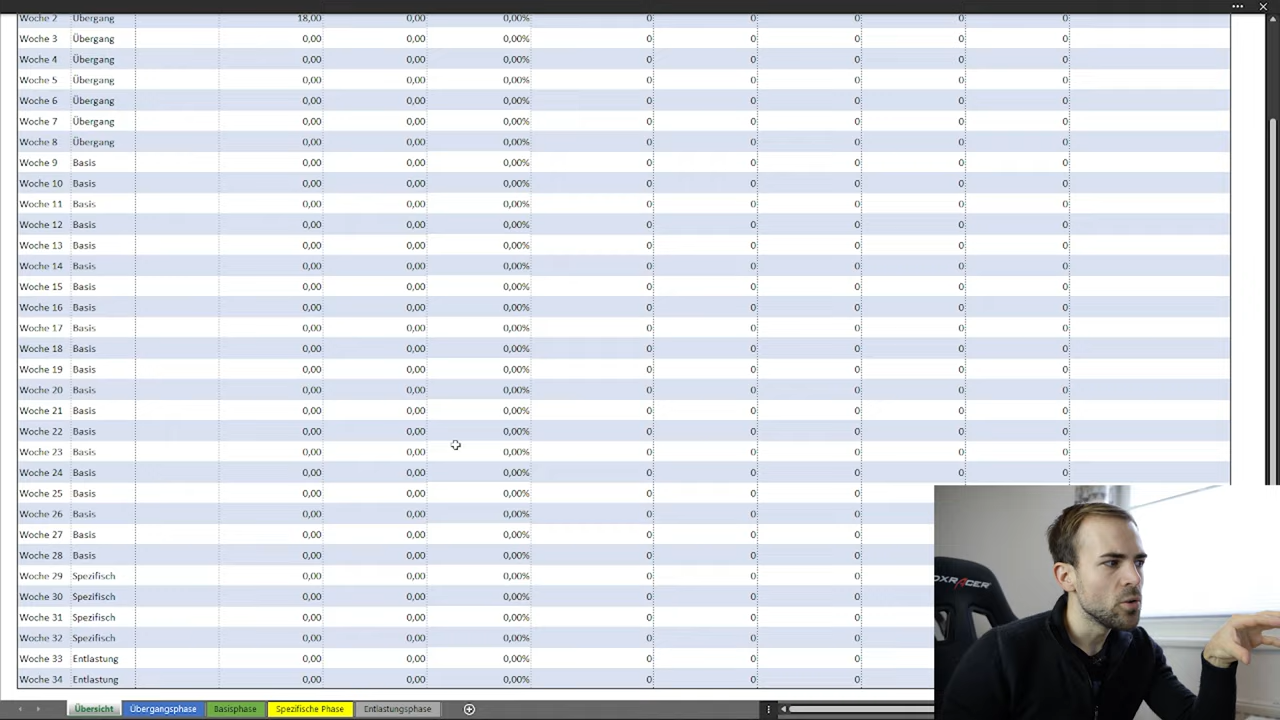 Woche 2 Übergang 18,00 0,00 0,00% 0 0 0 0 0
Woche 3 Übergang 0,00 0,00 0,00% 0 0 0 0 0
Woche 4 Übergang 0,00 0,00 0,00% 0 0 0 0 0
Woche 5 Übergang 0,00 0,00 0,00% 0 0 0 0 0
Woche 6 Übergang 0,00 0,00 0,00% 0 0 0 0 0
Woche 7 Übergang 0,00 0,00 0,00% 0 0 0 0 0
Woche 8 Übergang 0,00 0,00 0,00% 0 0 0 0 0
Woche 9 Basis 0,00 0,00 0,00% 0 0 0 0 0
Woche 10 Basis 0,00 0,00 0,00% 0 0 0 0 0
Woche 11 Basis 0,00 0,00 0,00% 0 0 0 0 0
Woche 12 Basis 0,00 0,00 0,00% 0 0 0 0 0
Woche 13 Basis 0,00 0,00 0,00% 0 0 0 0 0
Woche 14 Basis 0,00 0,00 0,00% 0 0 0 0 0
Woche 15 Basis 0,00 0,00 0,00% 0 0 0 0 0
Woche 16 Basis 0,00 0,00 0,00% 0 0 0 0 0
Woche 17 Basis 0,00 0,00 0,00% 0 0 0 0 0
Woche 18 Basis 0,00 0,00 0,00% 0 0 0 0 0
Woche 19 Basis 0,00 0,00 0,00% 0 0 0 0 0
Woche 20 Basis 0,00 0,00 0,00% 0 0 0 0 0
Woche 21 Basis 0,00 0,00 0,00% 0 0 0 0 0
Woche 22 Basis 0,00 0,00 0,00% 0 0 0 0 0
Woche 23 Basis 0,00 0,00 0,00% 0 0 0 0 0
Woche 24 Basis 0,00 0,00 0,00% 0 0 0 0 0
Woche 25 Basis 0,00 0,00 0,00% 0 0 0
Woche 26 Basis 0,00 0,00 0,00% 0 0 0
Woche 27 Basis 0,00 0,00 0,00% 0 0 0
Woche 28 Basis 0,00 0,00 0,00% 0 0 0
Woche 29 Spezifisch 0,00 0,00 0,00% 0 0 0
Woche 30 Spezifisch 0,00 0,00 0,00% 0 0 0
Woche 31 Spezifisch 0,00 0,00 0,00% 0 0 0
Woche 32 Spezifisch 0,00 0,00 0,00% 0 0 0
Woche 33 Entlastung 0,00 0,00 0,00% 0 0 0
Woche 34 Entlastung 0,00 0,00 0,00% 0 0 0
Übersicht Übergangsphase Basisphase Spezifische Phase Entlastungsphase